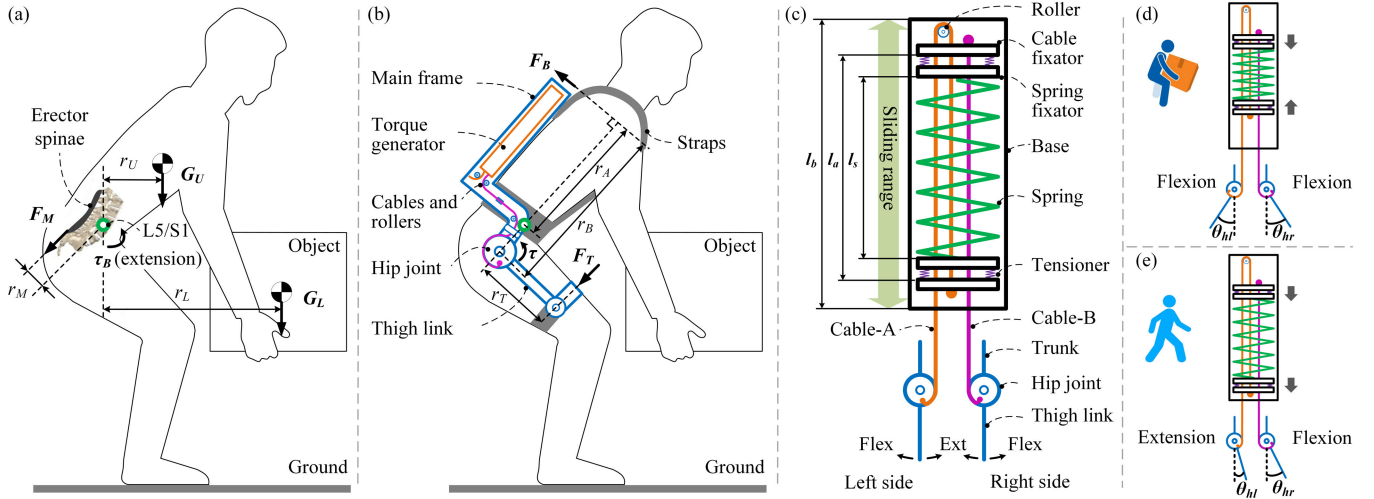 (a)
Erector
spinae
r_U
G_U
F_M
L5/S1
τ_B (extension)
r_M
r_L
Object
G_L
Ground
(b)
F_B
Main frame
Torque
generator
Straps
r_A
Cables and
rollers
r_B
Object
Hip joint
τ
F_T
r_T
Thigh link
Ground
(c)
Roller
Cable
fixator
Spring
fixator
l_b
l_a
l_s
Sliding range
Base
Spring
Tensioner
Cable-A
Cable-B
Trunk
Hip joint
Thigh link
Flex
Ext
Flex
Left side
Right side
(d)
Flexion
Flexion
θ_hl
θ_hr
(e)
Extension
Flexion
θ_hl
θ_hr